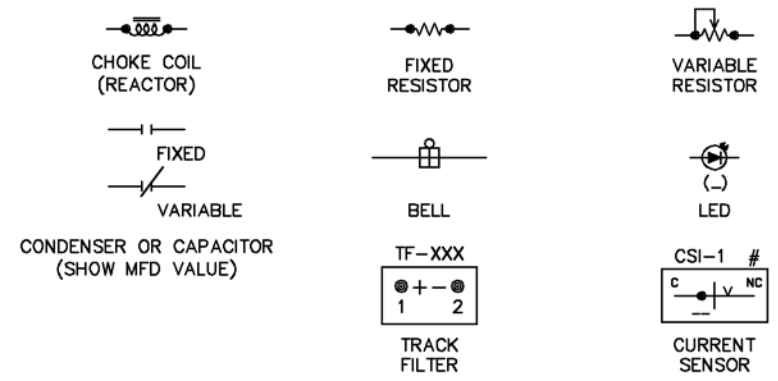 CHOKE COIL
(REACTOR)
FIXED
RESISTOR
VARIABLE
RESISTOR
FIXED
VARIABLE
CONDENSER OR CAPACITOR
(SHOW MFD VALUE)
BELL
(_)
LED
TF-XXX
+ -
1 2
TRACK
FILTER
CSI-1 #
C NC
--
CURRENT
SENSOR